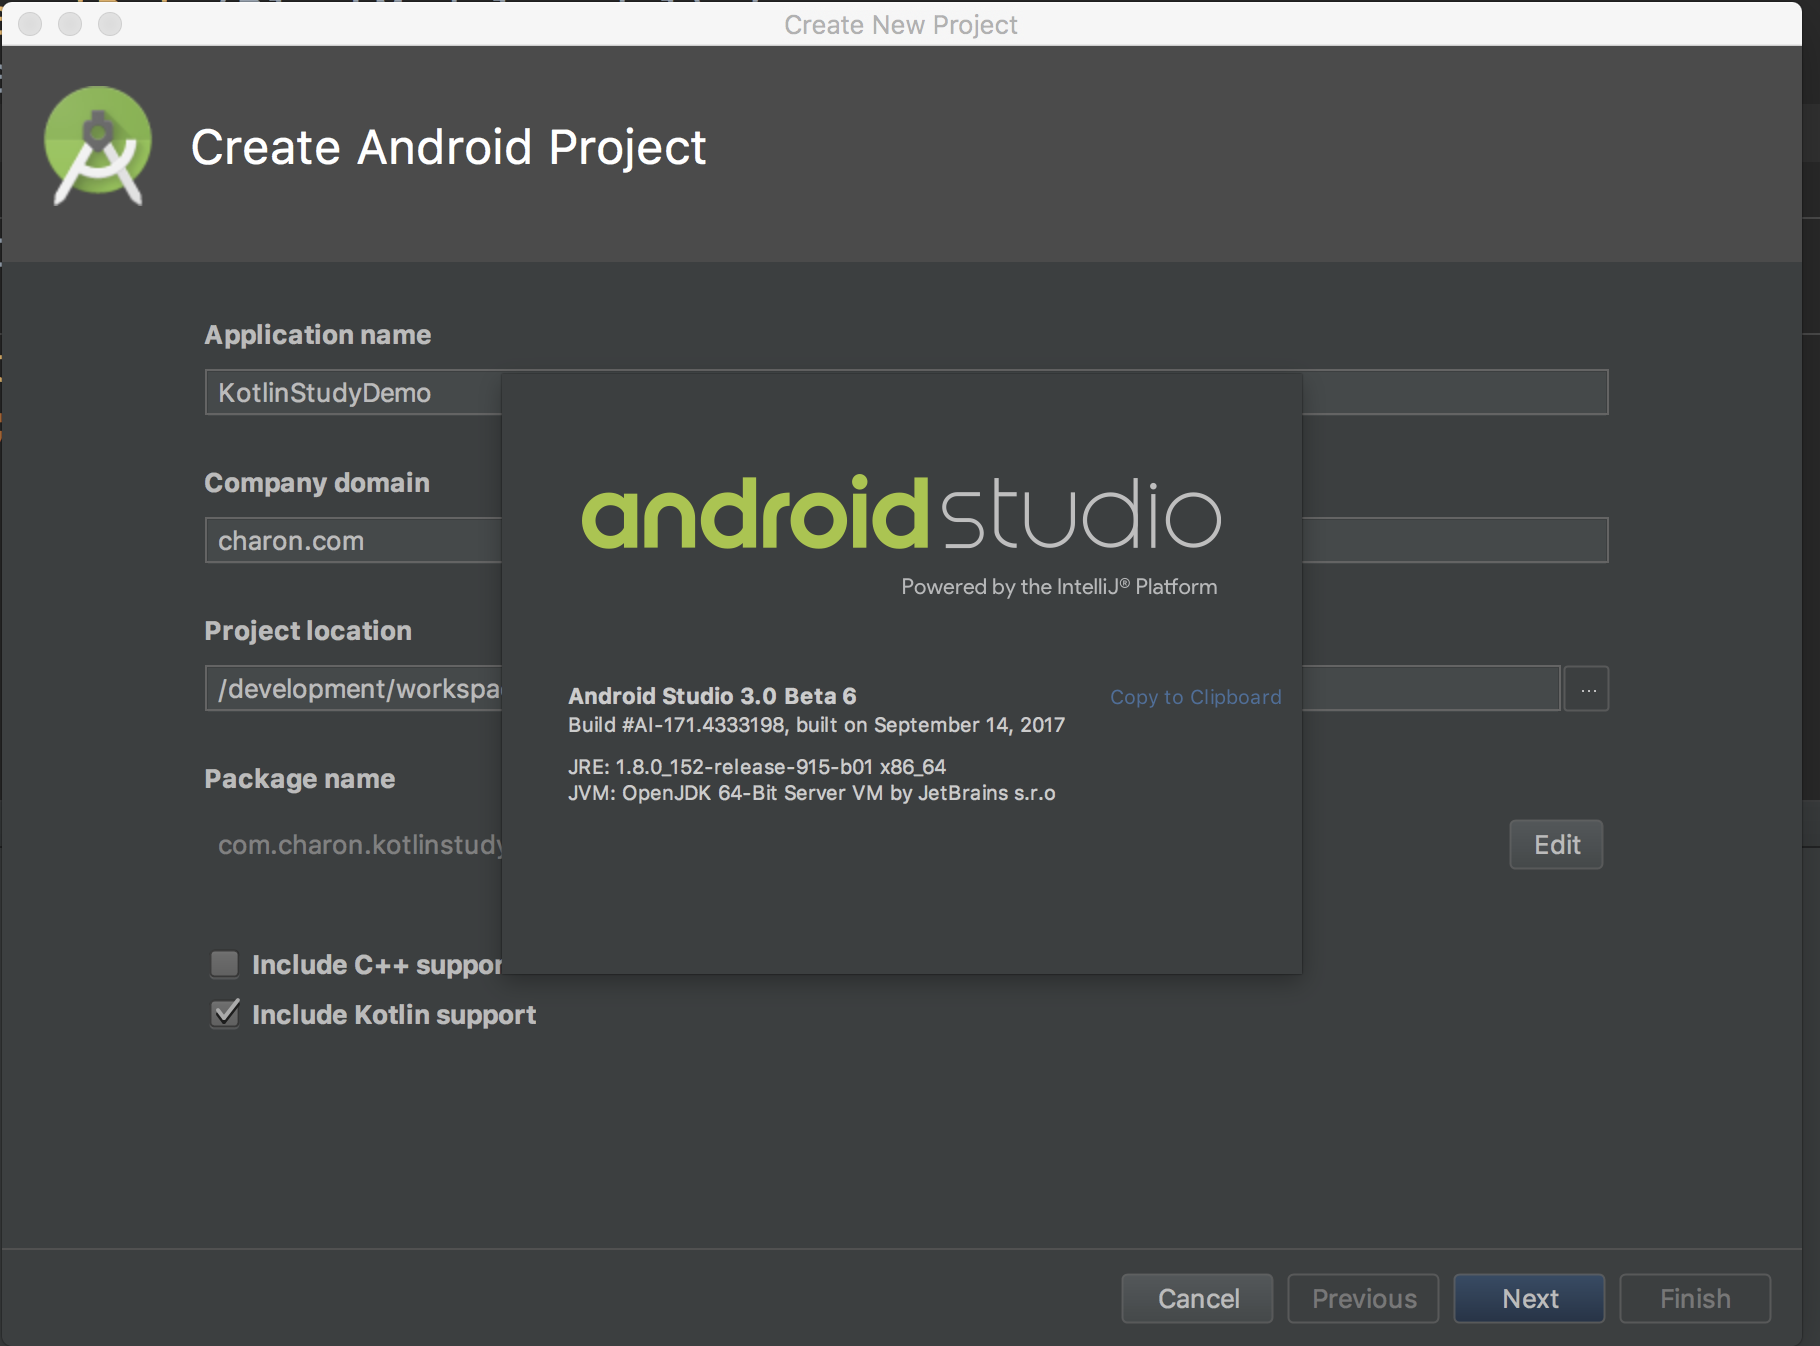 Create New Project
Create Android Project
Application name
KotlinStudyDemo
Company domain
charon.com
androidstudio
Powered by the IntelliJ® Platform
Project location
/development/workspa
...
Android Studio 3.0 Beta 6
Copy to Clipboard
Build #AI-171.4333198, built on September 14, 2017
JRE: 1.8.0_152-release-915-b01 x86_64
JVM: OpenJDK 64-Bit Server VM by JetBrains s.r.o
Package name
com.charon.kotlinstudy
Edit
Include C++ suppor
Include Kotlin support
Cancel
Previous
Next
Finish